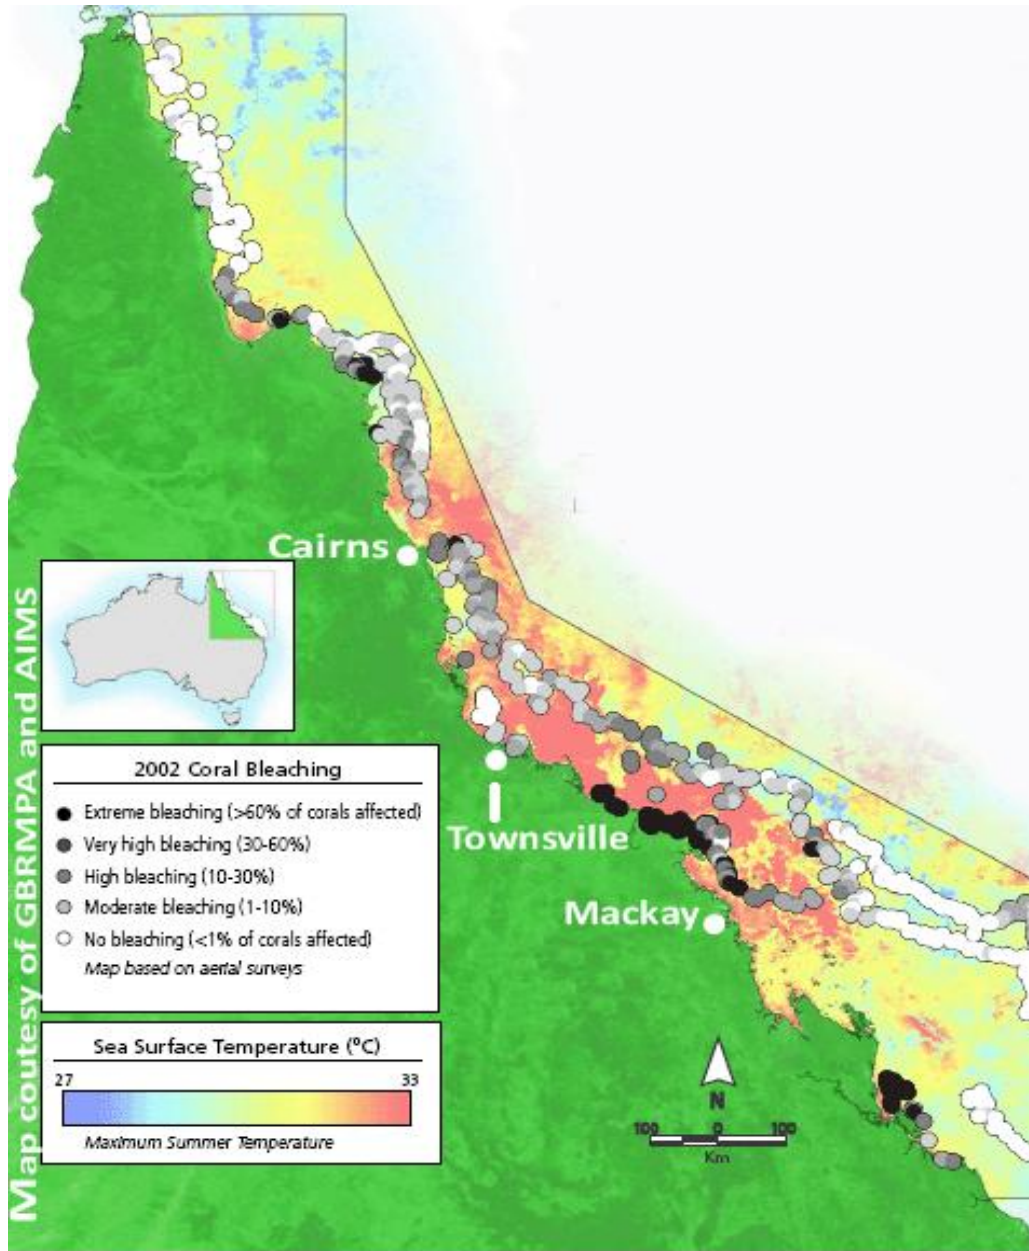 Cairns
Map coutesy of GBRMPA and AIMS
2002 Coral Bleaching
Extreme bleaching (>60% of corals affected)
Very high bleaching (30-60%)
High bleaching (10-30%)
Moderate bleaching (1-10%)
No bleaching (<1% of corals affected)
Map based on aerial surveys
Townsville
Mackay
Sea Surface Temperature (°C)
27 33
Maximum Summer Temperature
N
100 0 100
Km